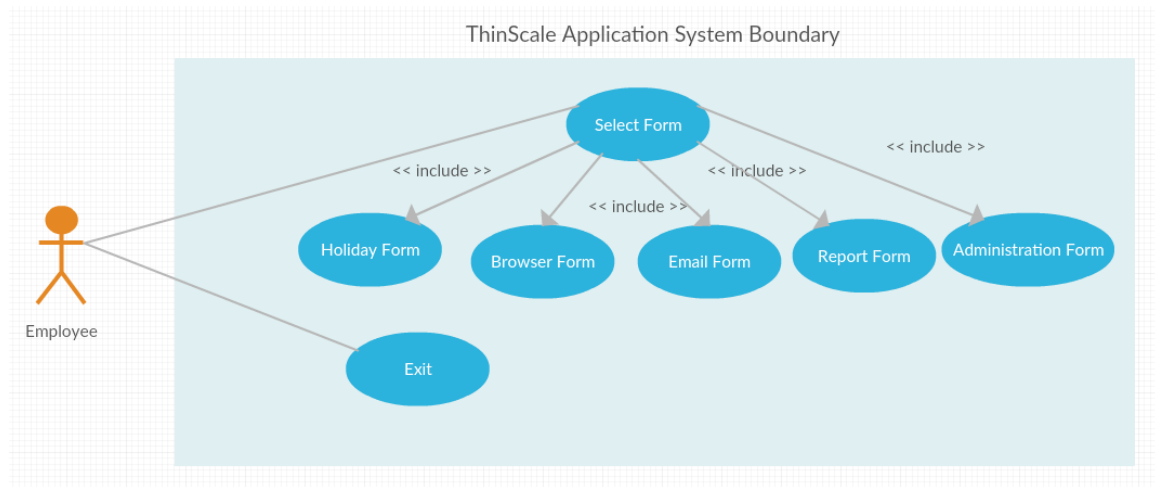 ThinScale Application System Boundary
Select Form
<< include >>
<< include >>
<< include >>
<< include >>
Holiday Form
Browser Form
Email Form
Report Form
Administration Form
Employee
Exit